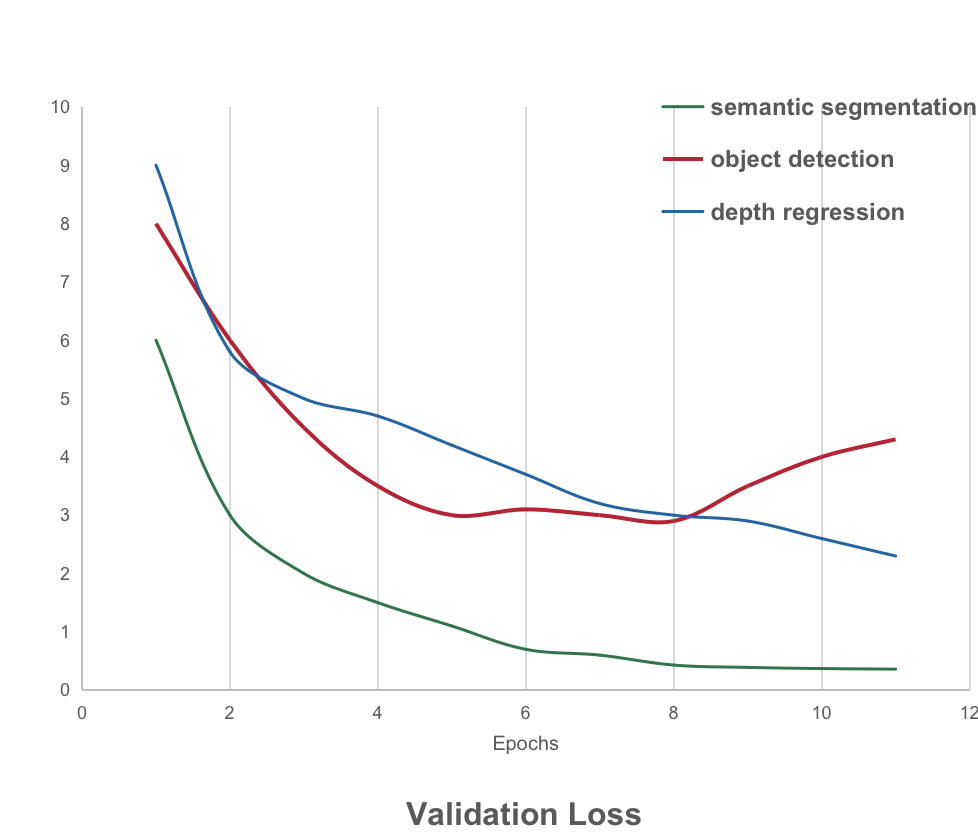 semantic segmentation
object detection
depth regression
10
9
8
7
6
5
4
3
2
1
0
0 2 4 6 8 10 12
Epochs
Validation Loss